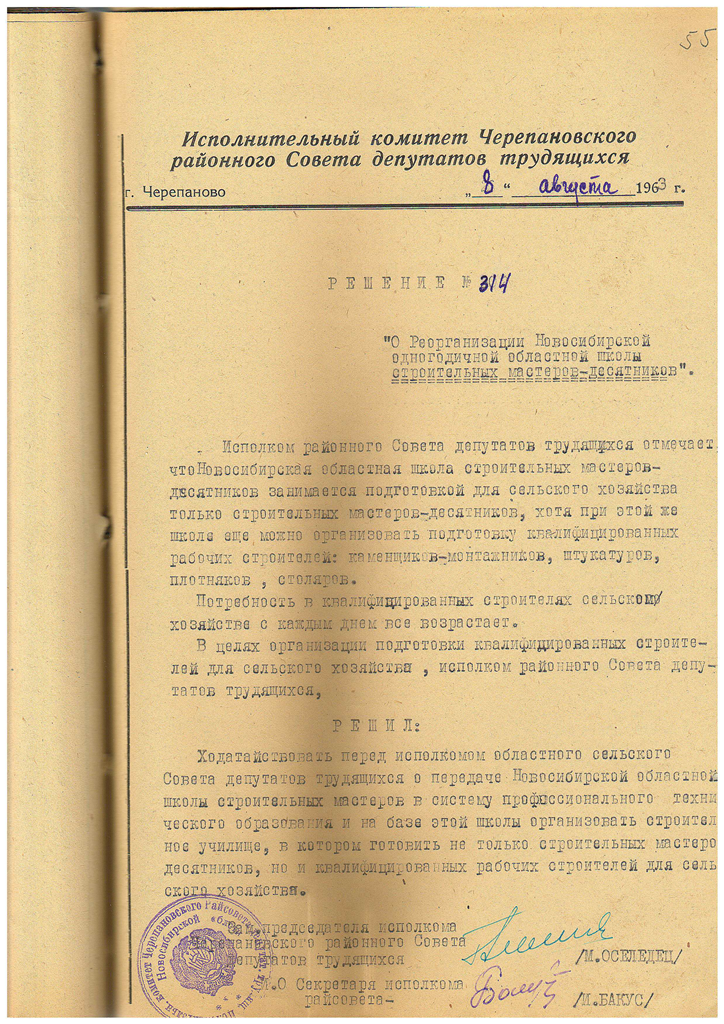 55
Исполнительный комитет Черепановского
районного Совета депутатов трудящихся
г. Черепаново „8“ августа 1963 г.
РЕШЕНИЕ № 314
"О Реорганизации Новосибирской
одногодичной областной школы
строительных мастеров-десятников".
Исполком районного Совета депутатов трудящихся отмечает,
что Новосибирская областная школа строительных мастеров-
десятников занимается подготовкой для сельского хозяйства
только строительных мастеров-десятников, хотя при этой же
школе еще можно организовать подготовку квалифицированных
рабочих строителей: каменщиков-монтажников, штукатуров,
плотняков , столяров.
Потребность в квалифицированных строителях сельском
хозяйстве с каждым днем все возрастает.
В целях организации подготовки квалифицированных строите-
лей для сельского хозяйства , исполком районного Совета депу-
татов трудящихся,
РЕШИЛ:
Ходатайствовать перед исполкомом областного сельского
Совета депутатов трудящихся о передаче Новосибирской областной
школы строительных мастеров в систему профессионального техни
ческого образования и на базе этой школы организовать строител
ное училище, в котором готовить не только строительных мастеро
десятников, но и квалифицированных рабочих строителей для сель
ского хозяйства.
Зам.председателя исполкома
Черепановского районного Совета
депутатов трудящихся /М.ОСЕЛЕДЕЦ/
И.О Секретаря исполкома
райсовета- /М.БАКУС/